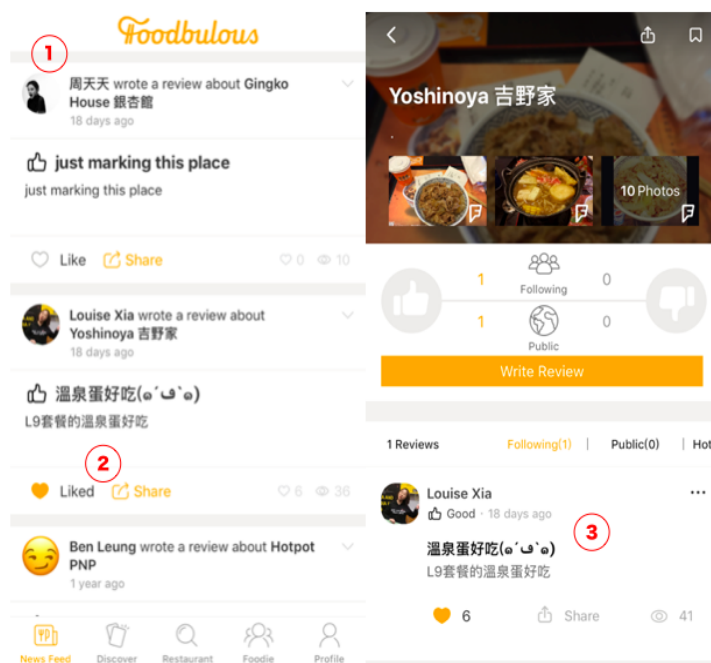 Foodbulous
1
周天天 wrote a review about Gingko
House 銀杏館
18 days ago
just marking this place
just marking this place
Like
Share
0
10
Louise Xia wrote a review about
Yoshinoya 吉野家
18 days ago
溫泉蛋好吃(๑´ڡ`๑)
L9套餐的溫泉蛋好吃
2
Liked
Share
6
36
Ben Leung wrote a review about Hotpot
PNP
1 year ago
News Feed
Discover
Restaurant
Foodie
Profile
Yoshinoya 吉野家
.
10 Photos
1
Following
0
1
Public
0
Write Review
1 Reviews
Following(1) | Public(0) | Hot
Louise Xia
Good · 18 days ago
3
溫泉蛋好吃(๑´ڡ`๑)
L9套餐的溫泉蛋好吃
6
Share
41